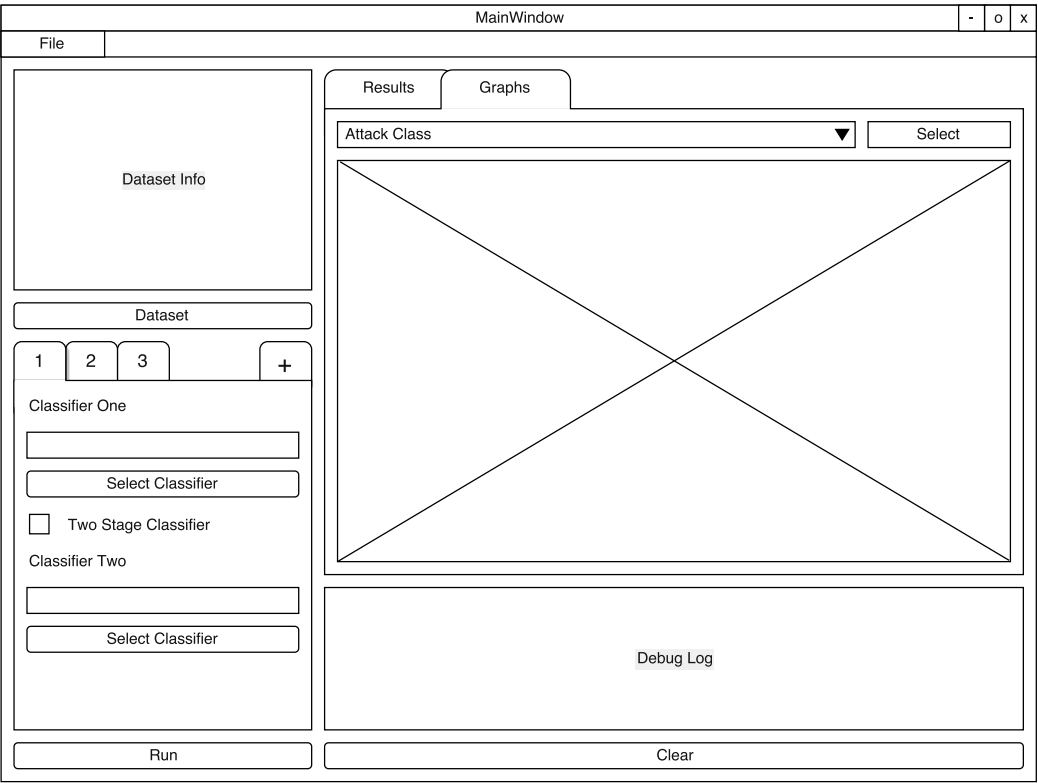 MainWindow
- o x
File
Dataset Info
Dataset
1 2 3 +
Classifier One
Select Classifier
Two Stage Classifier
Classifier Two
Select Classifier
Run
Results Graphs
Attack Class Select
Debug Log
Clear